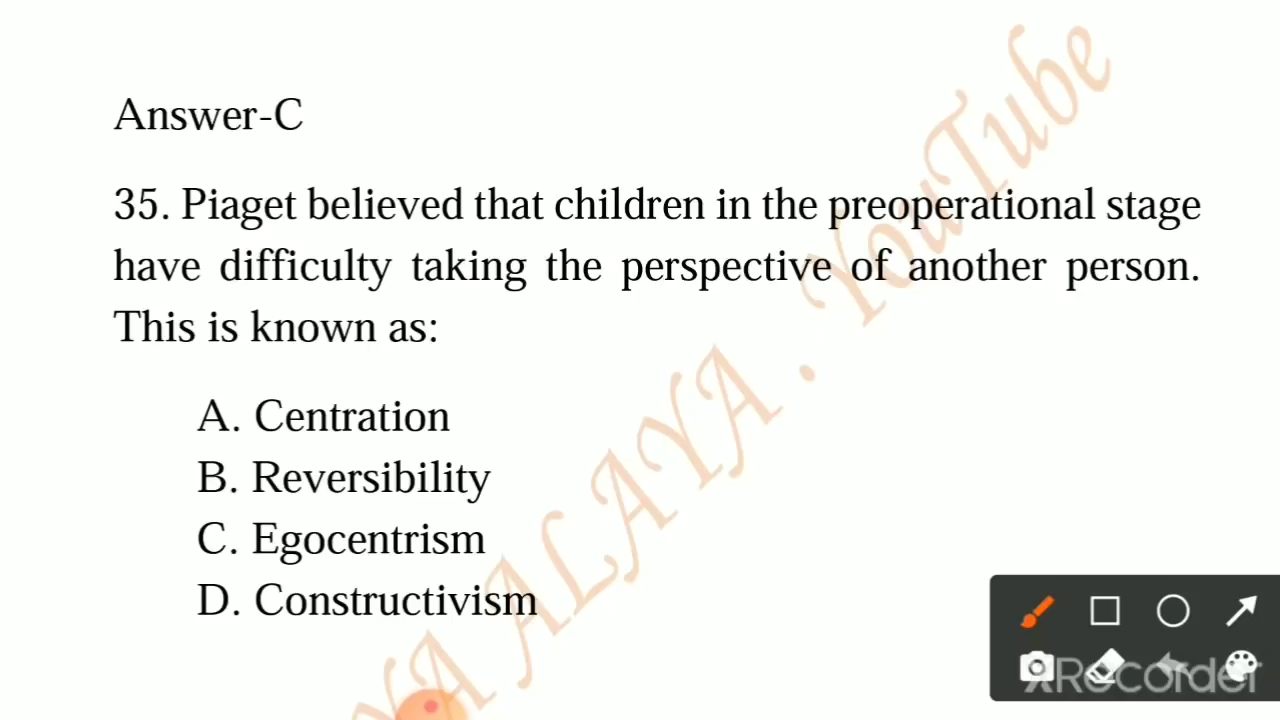 Answer-C
35. Piaget believed that children in the preoperational stage
have difficulty taking the perspective of another person.
This is known as:
A. Centration
B. Reversibility
C. Egocentrism
D. Constructivism
YA ALAYA . YouTube
XRecorder